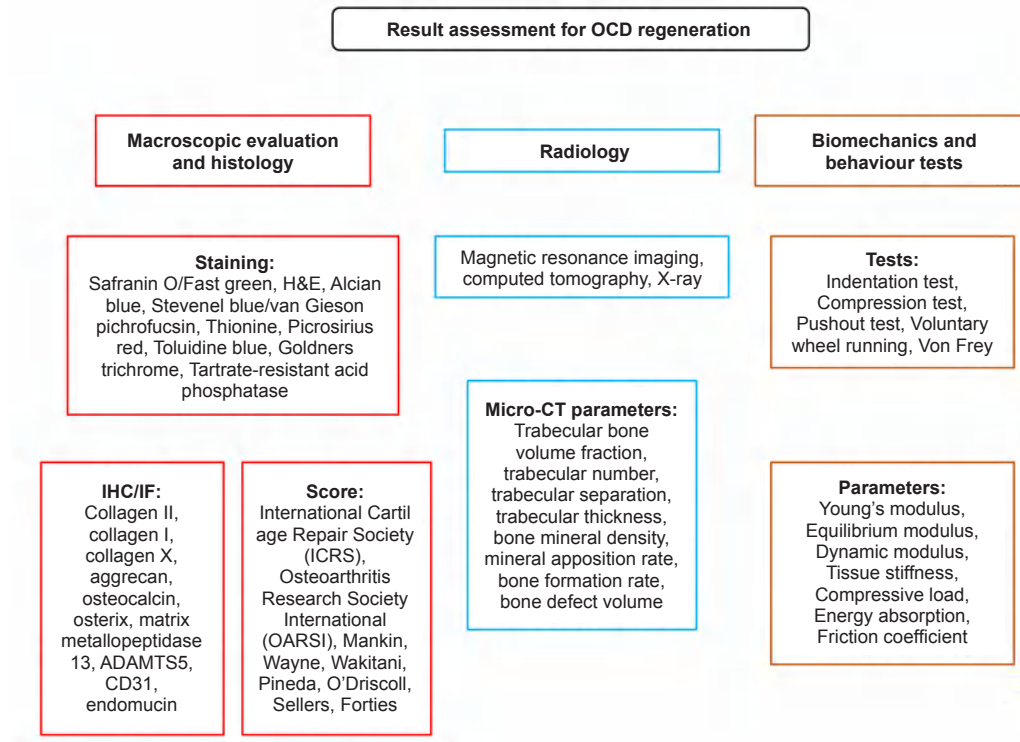 Result assessment for OCD regeneration
Macroscopic evaluation
and histology
Radiology
Biomechanics and
behaviour tests
Staining:
Safranin O/Fast green, H&E, Alcian
blue, Stevenel blue/van Gieson
pichrofucsin, Thionine, Picrosirius
red, Toluidine blue, Goldners
trichrome, Tartrate-resistant acid
phosphatase
Magnetic resonance imaging,
computed tomography, X-ray
Tests:
Indentation test,
Compression test,
Pushout test, Voluntary
wheel running, Von Frey
IHC/IF:
Collagen II,
collagen I,
collagen X,
aggrecan,
osteocalcin,
osterix, matrix
metallopeptidase
13, ADAMTS5,
CD31,
endomucin
Score:
International Cartil
age Repair Society
(ICRS),
Osteoarthritis
Research Society
International
(OARSI), Mankin,
Wayne, Wakitani,
Pineda, O’Driscoll,
Sellers, Forties
Micro-CT parameters:
Trabecular bone
volume fraction,
trabecular number,
trabecular separation,
trabecular thickness,
bone mineral density,
mineral apposition rate,
bone formation rate,
bone defect volume
Parameters:
Young’s modulus,
Equilibrium modulus,
Dynamic modulus,
Tissue stiffness,
Compressive load,
Energy absorption,
Friction coefficient